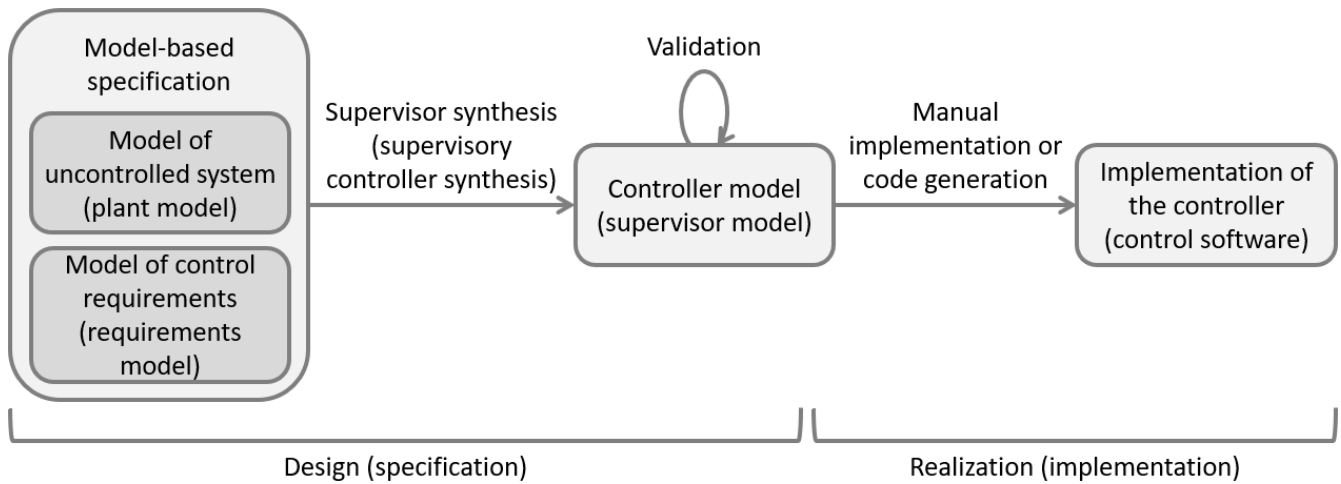 Model-based
specification
Model of
uncontrolled system
(plant model)
Model of control
requirements
(requirements
model)
Supervisor synthesis
(supervisory
controller synthesis)
Validation
Controller model
(supervisor model)
Manual
implementation or
code generation
Implementation of
the controller
(control software)
Design (specification)
Realization (implementation)